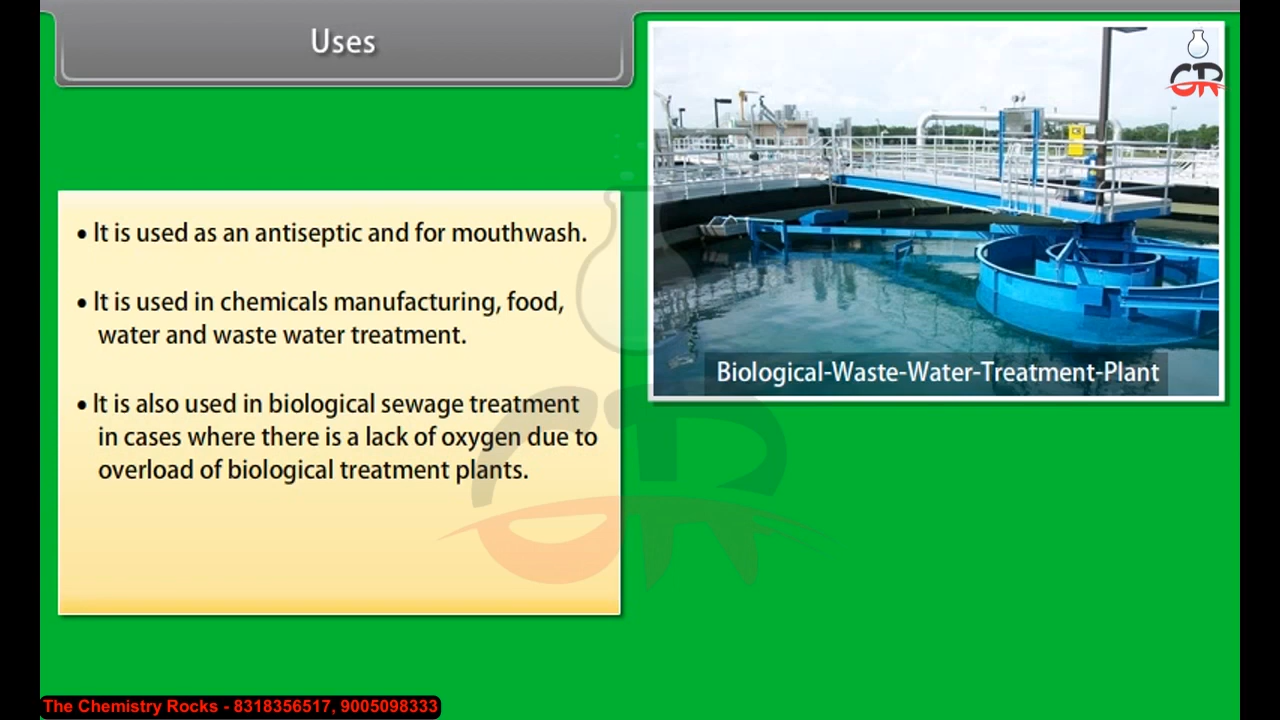 Uses
• It is used as an antiseptic and for mouthwash.
• It is used in chemicals manufacturing, food,
water and waste water treatment.
• It is also used in biological sewage treatment
in cases where there is a lack of oxygen due to
overload of biological treatment plants.
CR
Biological-Waste-Water-Treatment-Plant
CR
The Chemistry Rocks - 8318356517, 9005098333